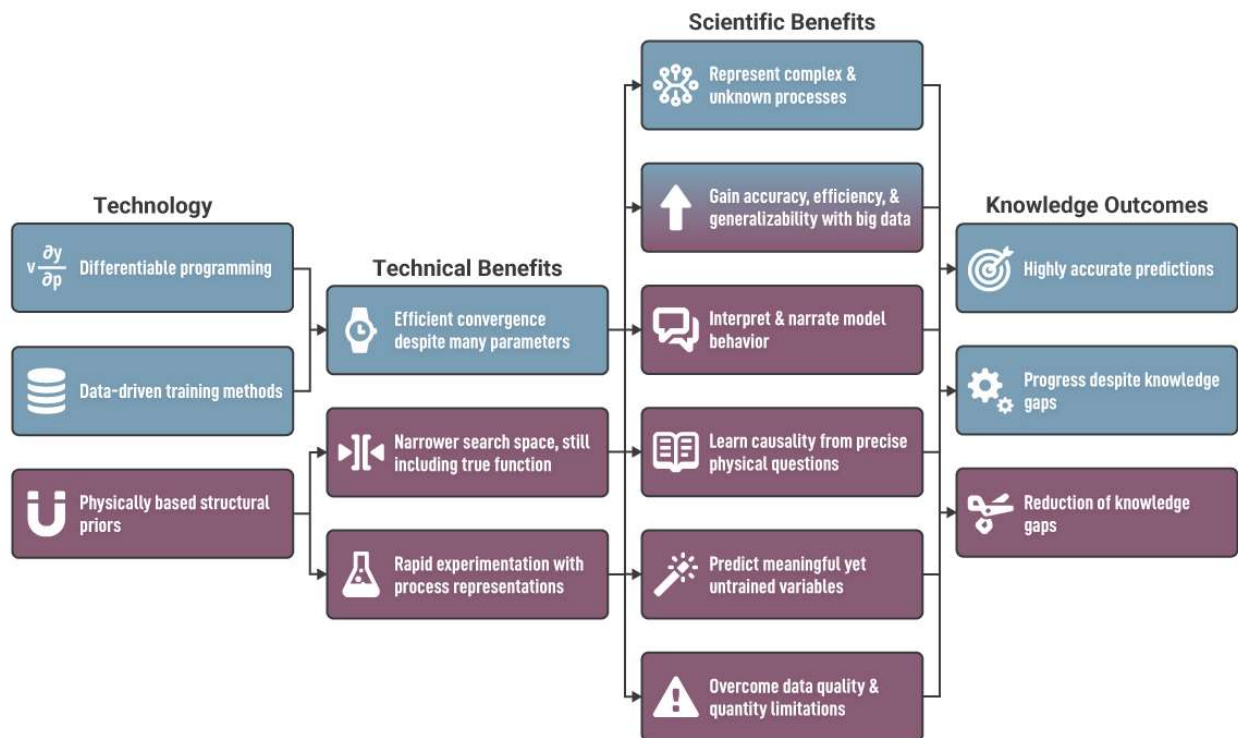 Technology
v ∂y/∂p
Differentiable programming
Data-driven training methods
Physically based structural
priors
Technical Benefits
Efficient convergence
despite many parameters
Narrower search space, still
including true function
Rapid experimentation with
process representations
Scientific Benefits
Represent complex &
unknown processes
Gain accuracy, efficiency, &
generalizability with big data
Interpret & narrate model
behavior
Learn causality from precise
physical questions
Predict meaningful yet
untrained variables
Overcome data quality &
quantity limitations
Knowledge Outcomes
Highly accurate predictions
Progress despite knowledge
gaps
Reduction of knowledge
gaps